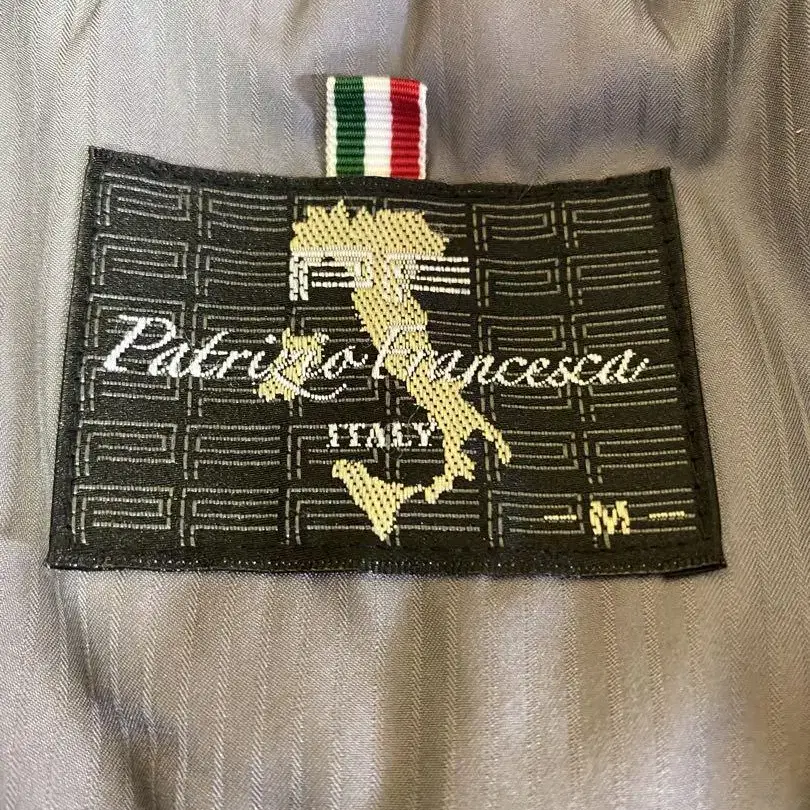 Patrizio Francesca
ITALY
— M —